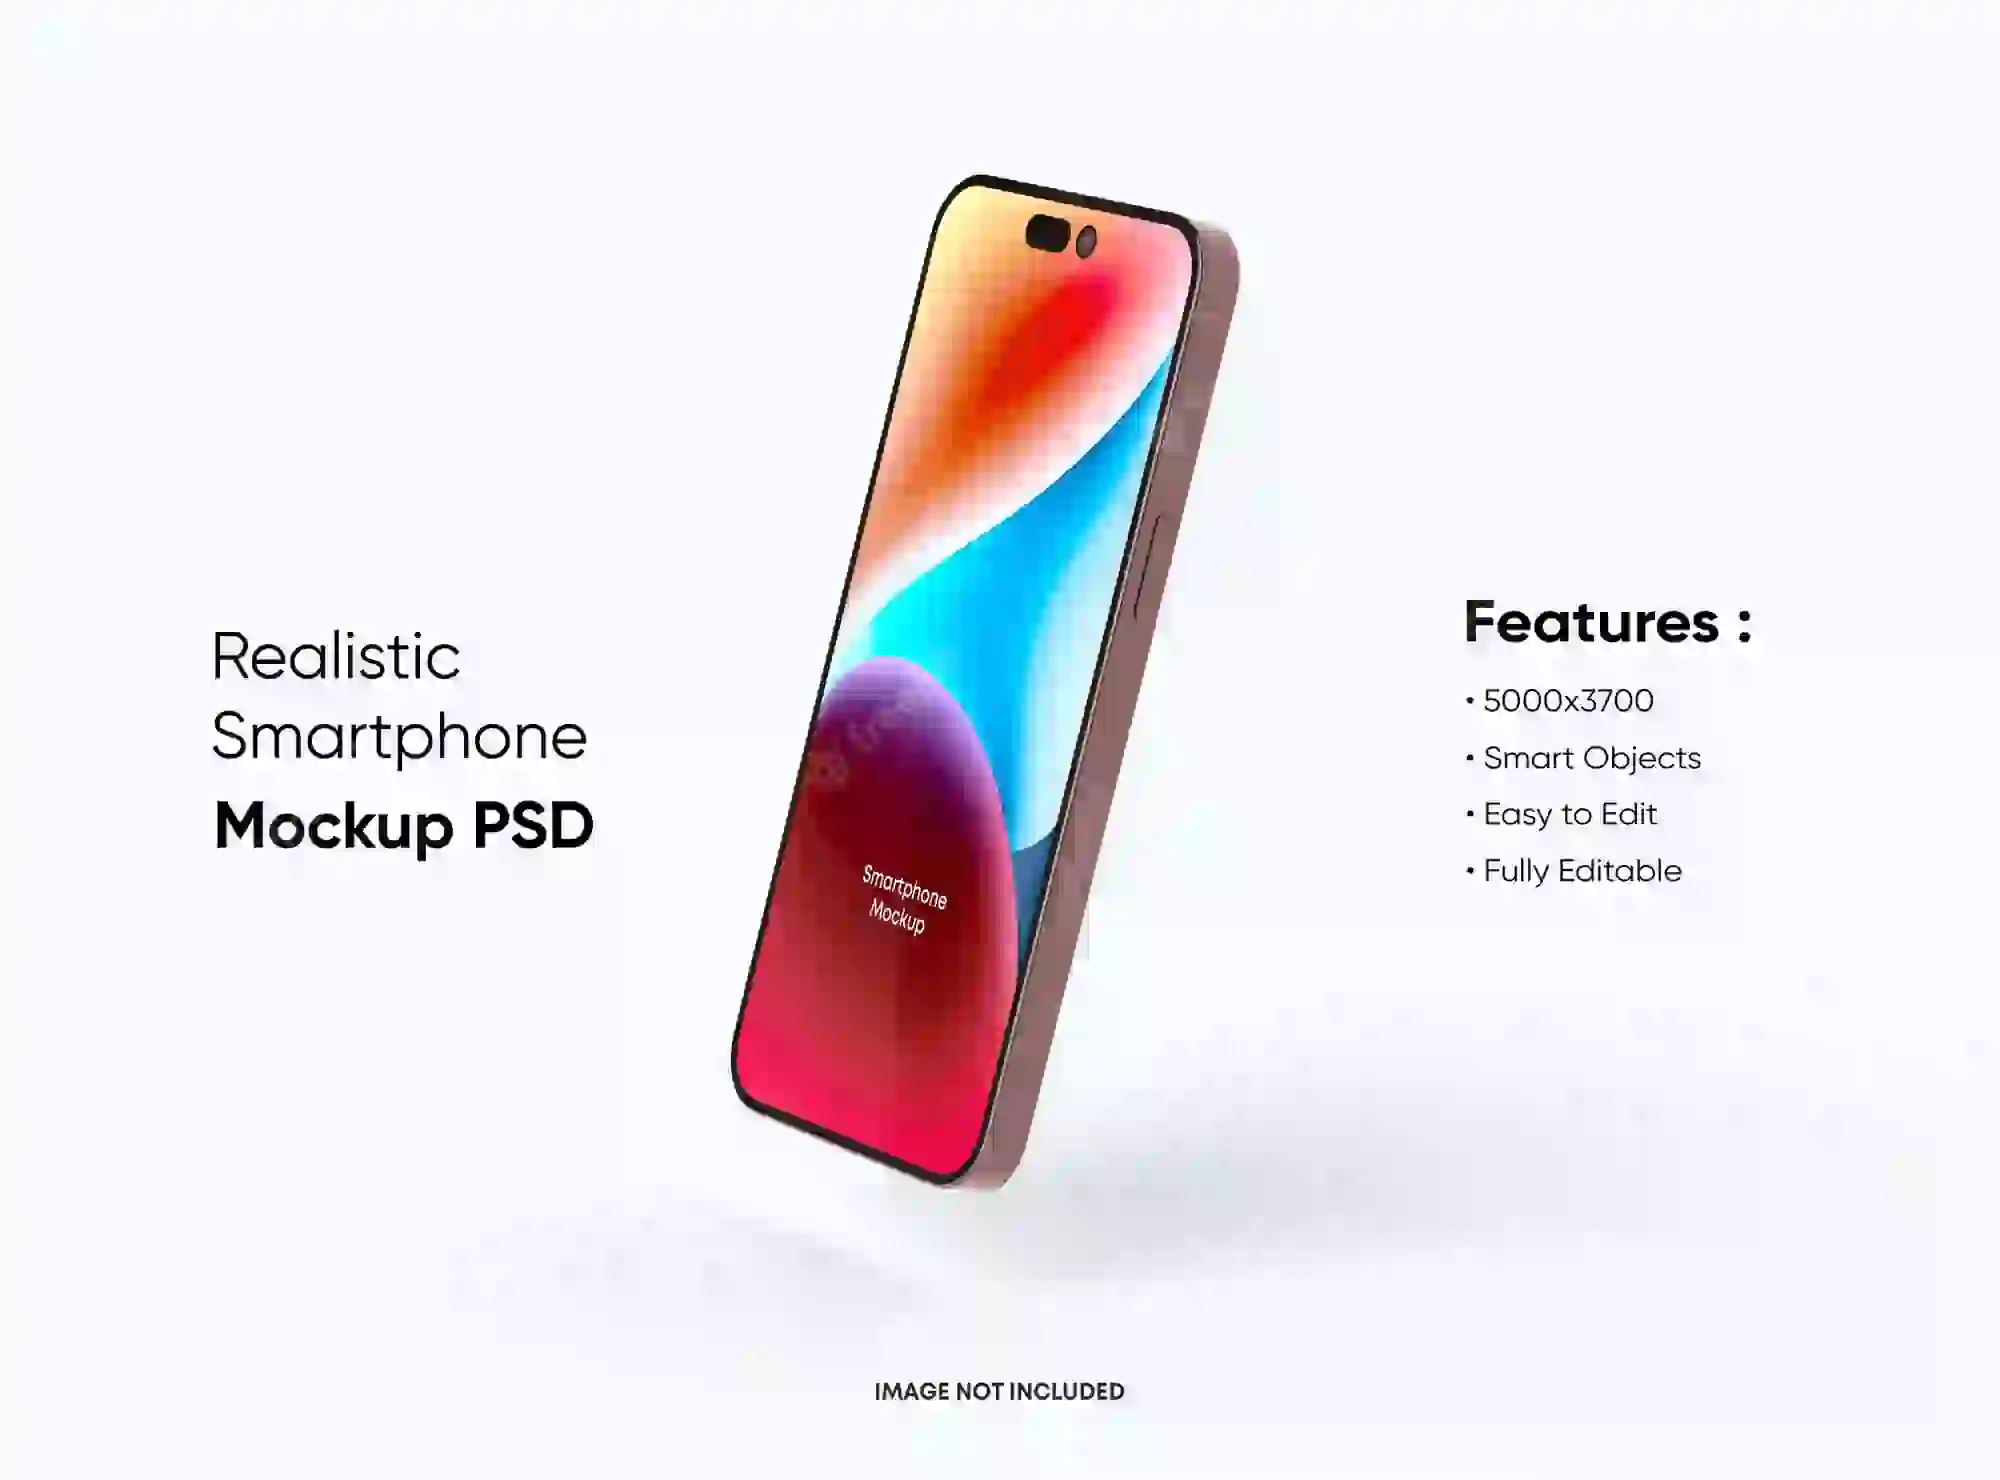 Realistic
Smartphone
Mockup PSD
Smartphone
Mockup
Features :
• 5000x3700
• Smart Objects
• Easy to Edit
• Fully Editable
IMAGE NOT INCLUDED